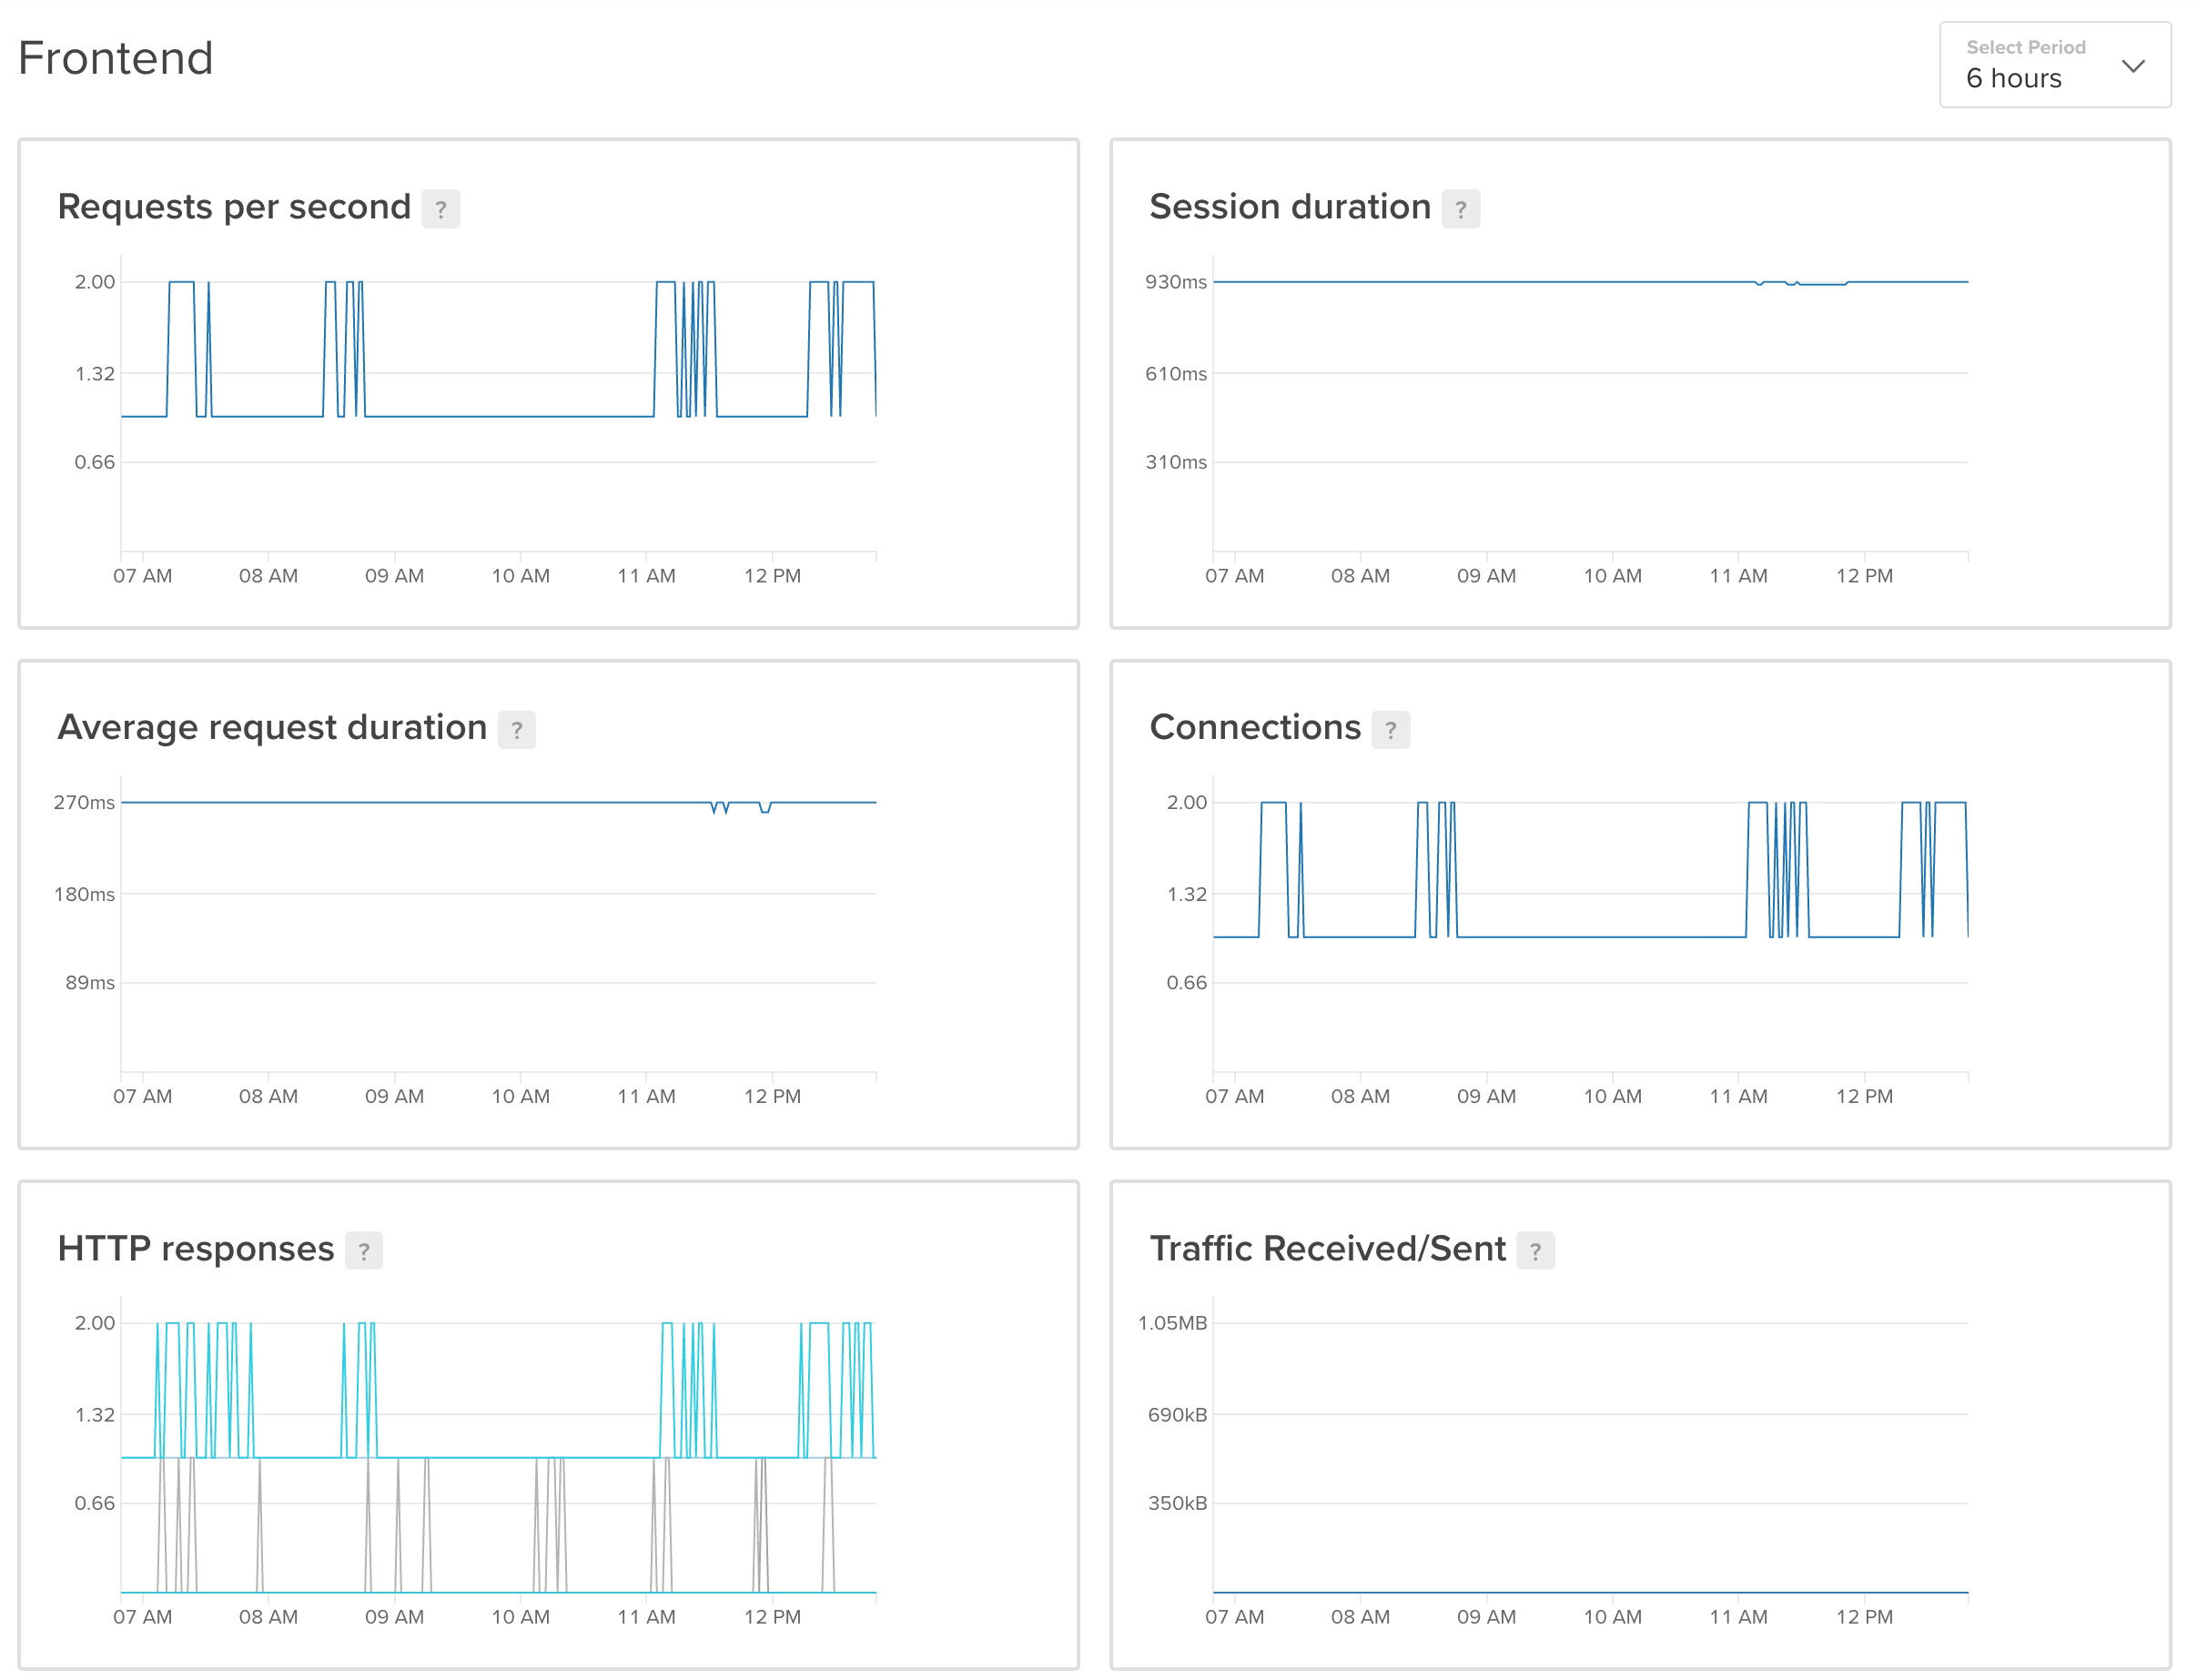 Frontend
Select Period
6 hours
Requests per second ?
2.00
1.32
0.66
07 AM 08 AM 09 AM 10 AM 11 AM 12 PM
Session duration ?
930ms
610ms
310ms
07 AM 08 AM 09 AM 10 AM 11 AM 12 PM
Average request duration ?
270ms
180ms
89ms
07 AM 08 AM 09 AM 10 AM 11 AM 12 PM
Connections ?
2.00
1.32
0.66
07 AM 08 AM 09 AM 10 AM 11 AM 12 PM
HTTP responses ?
2.00
1.32
0.66
07 AM 08 AM 09 AM 10 AM 11 AM 12 PM
Traffic Received/Sent ?
1.05MB
690kB
350kB
07 AM 08 AM 09 AM 10 AM 11 AM 12 PM